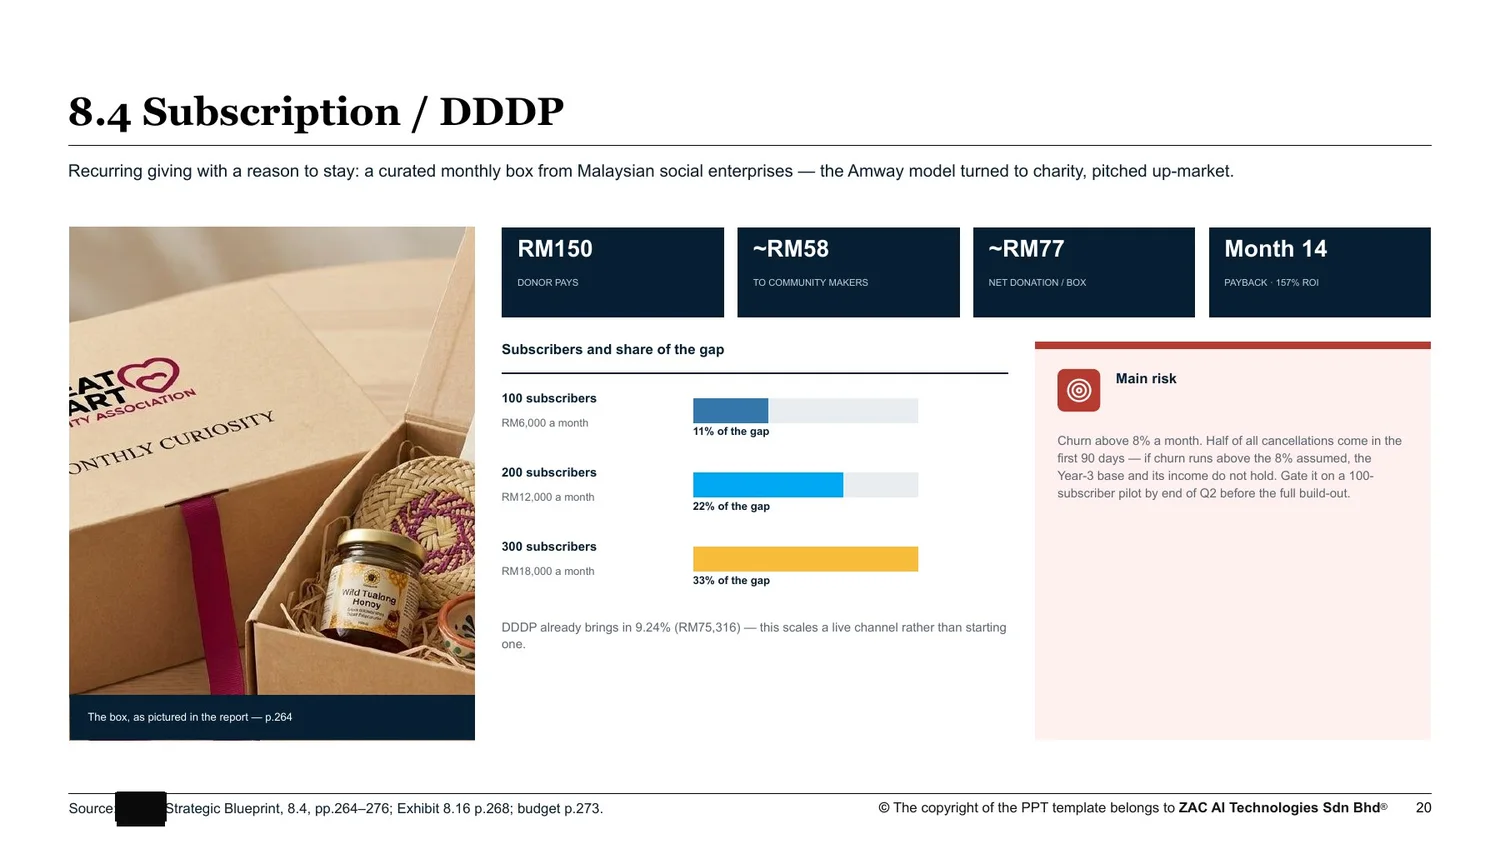 8.4 Subscription / DDDP
Recurring giving with a reason to stay: a curated monthly box from Malaysian social enterprises — the Amway model turned to charity, pitched up-market.
EAT
ART
ITY ASSOCIATION
ONTHLY CURIOSITY
Wild Tualang
Honey
The box, as pictured in the report — p.264
RM150
DONOR PAYS
~RM58
TO COMMUNITY MAKERS
~RM77
NET DONATION / BOX
Month 14
PAYBACK · 157% ROI
Subscribers and share of the gap
100 subscribers
RM6,000 a month
11% of the gap
200 subscribers
RM12,000 a month
22% of the gap
300 subscribers
RM18,000 a month
33% of the gap
DDDP already brings in 9.24% (RM75,316) — this scales a live channel rather than starting
one.
Main risk
Churn above 8% a month. Half of all cancellations come in the
first 90 days — if churn runs above the 8% assumed, the
Year-3 base and its income do not hold. Gate it on a 100-
subscriber pilot by end of Q2 before the full build-out.
Source: Strategic Blueprint, 8.4, pp.264–276; Exhibit 8.16 p.268; budget p.273.
© The copyright of the PPT template belongs to ZAC AI Technologies Sdn Bhd® 20